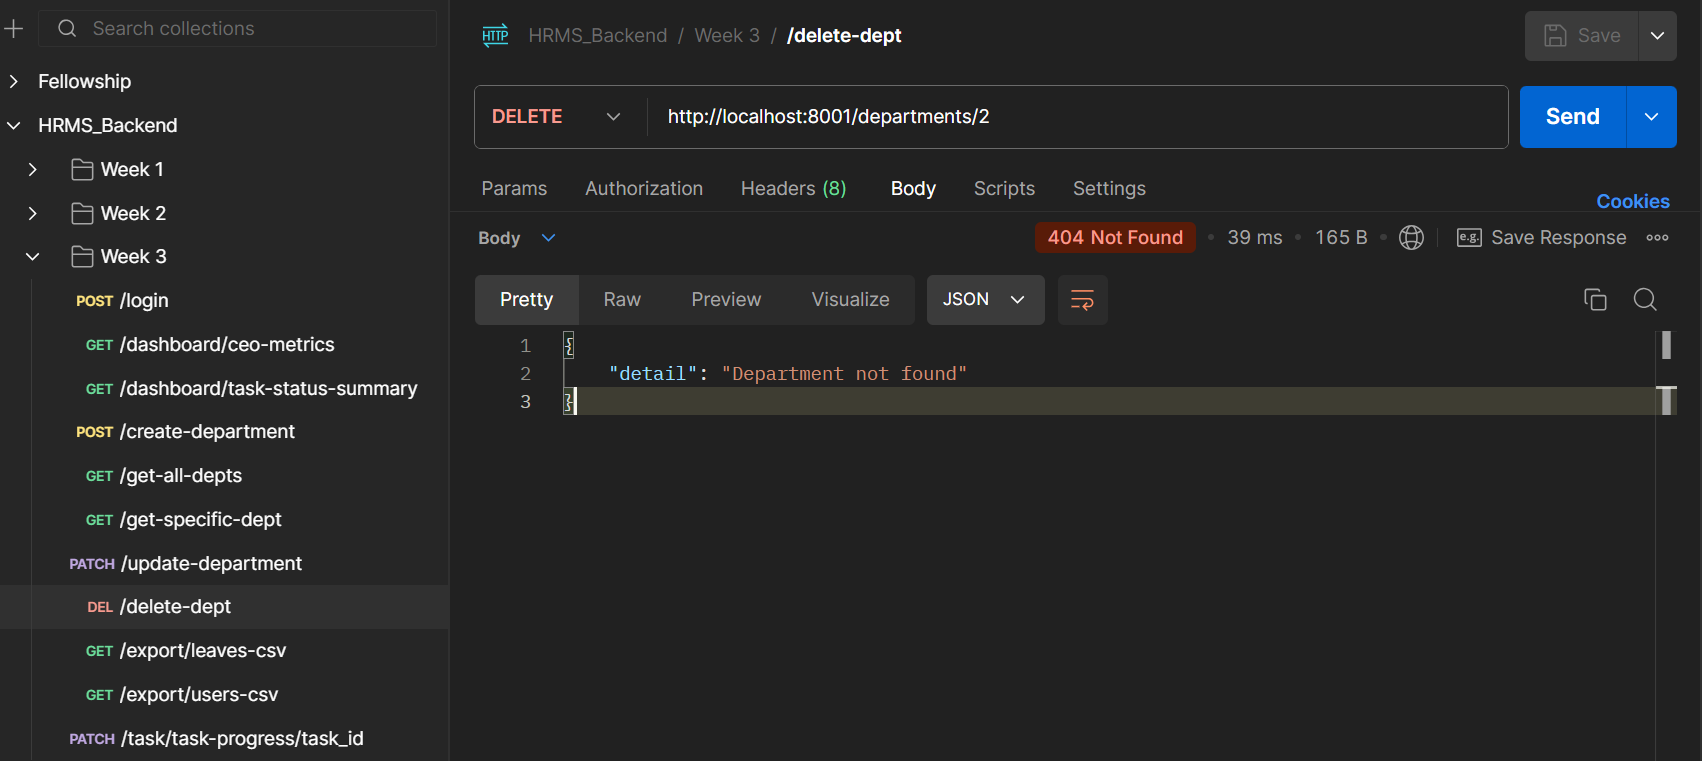 Search collections
Fellowship
HRMS_Backend
Week 1
Week 2
Week 3
POST /login
GET /dashboard/ceo-metrics
GET /dashboard/task-status-summary
POST /create-department
GET /get-all-depts
GET /get-specific-dept
PATCH /update-department
DEL /delete-dept
GET /export/leaves-csv
GET /export/users-csv
PATCH /task/task-progress/task_id
HTTP HRMS_Backend / Week 3 / /delete-dept
Save
DELETE http://localhost:8001/departments/2
Send
Params Authorization Headers (8) Body Scripts Settings
Cookies
Body 404 Not Found • 39 ms • 165 B • e.g. Save Response
Pretty Raw Preview Visualize JSON
1 {
2 "detail": "Department not found"
3 }